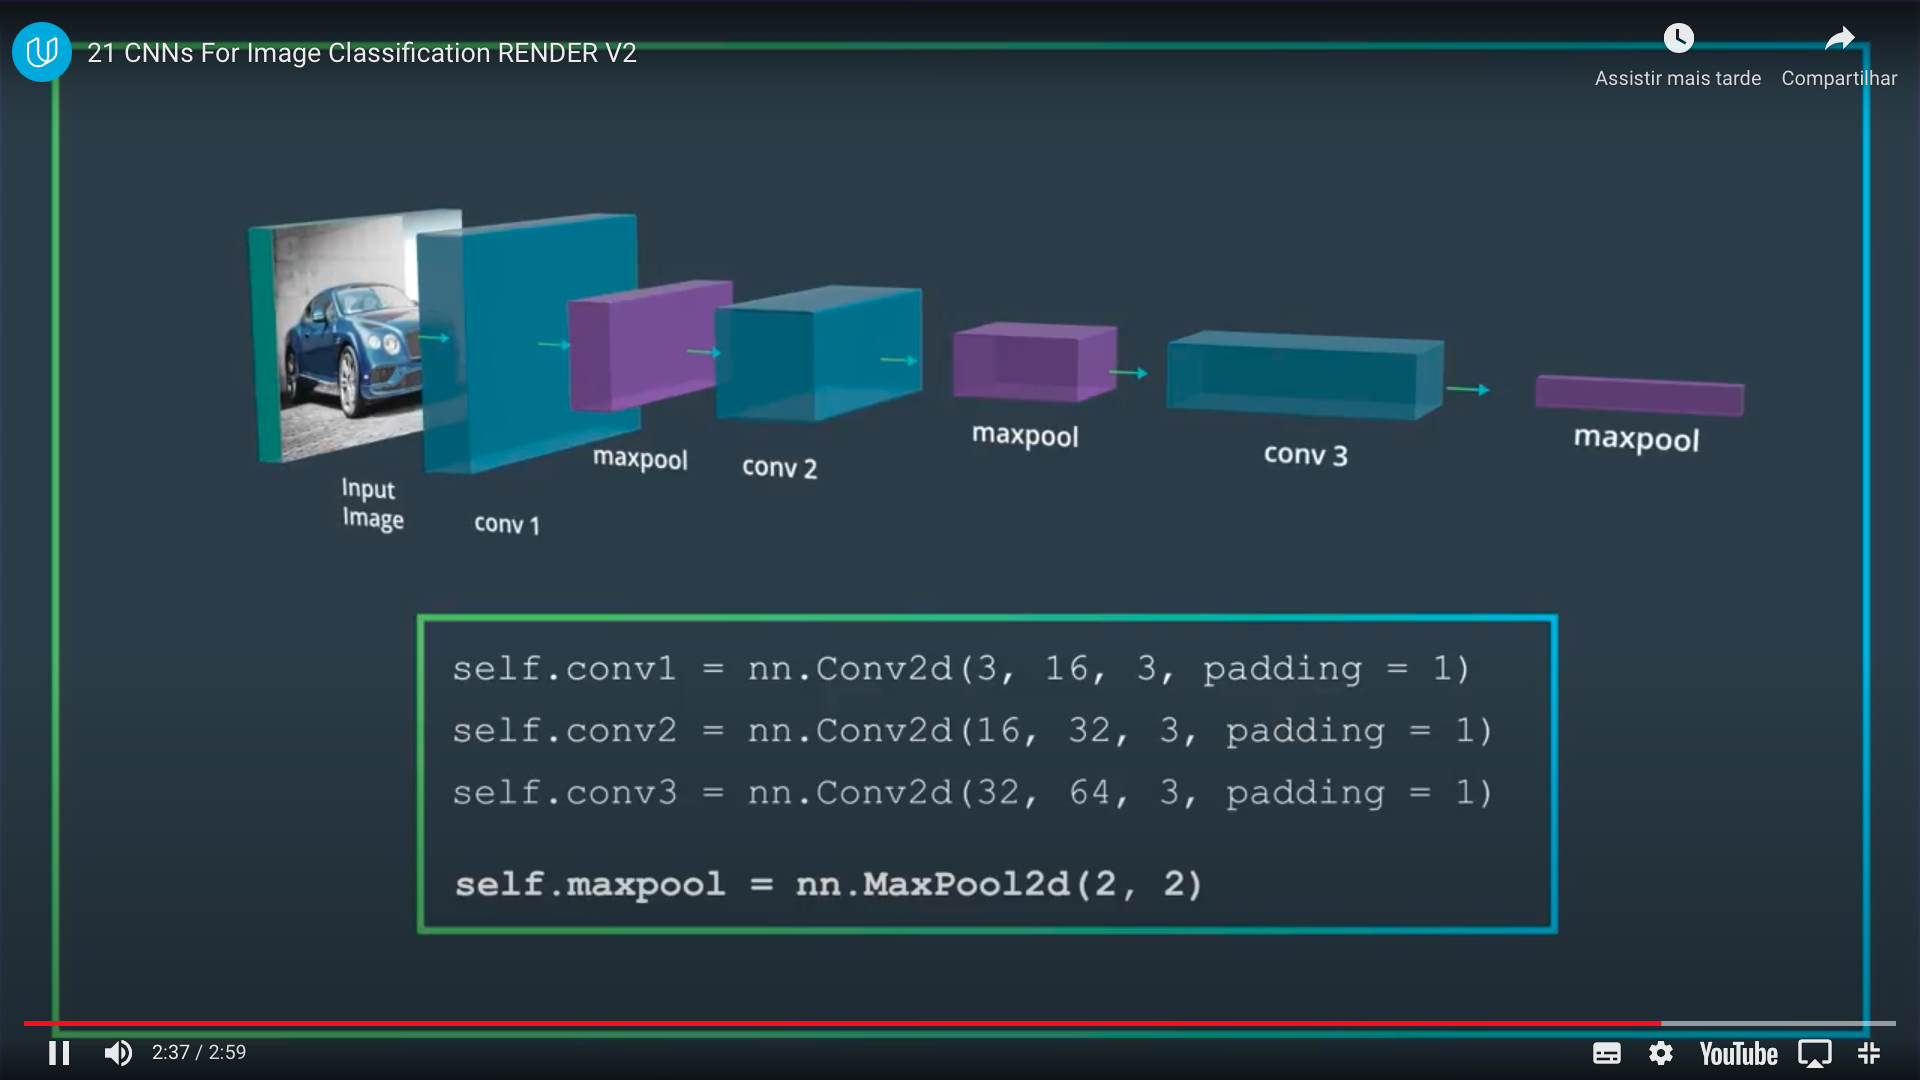 21 CNNs For Image Classification RENDER V2
Assistir mais tarde
Compartilhar
Input
Image
conv 1
maxpool
conv 2
maxpool
conv 3
maxpool
self.conv1 = nn.Conv2d(3, 16, 3, padding = 1)
self.conv2 = nn.Conv2d(16, 32, 3, padding = 1)
self.conv3 = nn.Conv2d(32, 64, 3, padding = 1)
self.maxpool = nn.MaxPool2d(2, 2)
2:37 / 2:59
YouTube